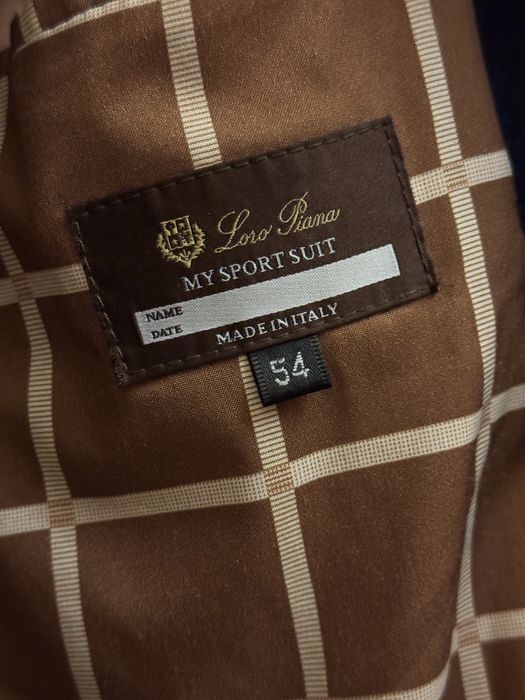 Loro Piana
MY SPORT SUIT
NAME
DATE
MADE IN ITALY
54